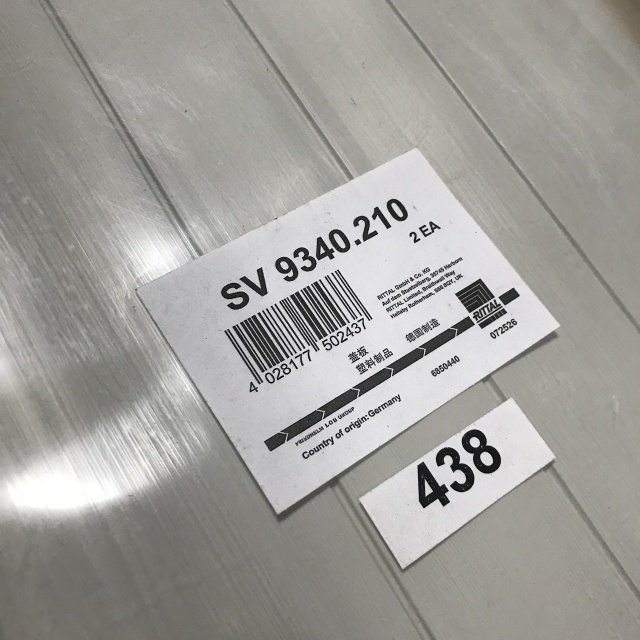 SV 9340.210
2 EA
4 028177 502437
RITTAL GmbH & Co. KG
Auf dem Stuetzelberg, 35745 Herborn
RITTAL Limited, Braithwell Way
Hellaby Rotherham, S66 8QY, UK
盖板
塑料制品 德国制造
RITTAL
FRIEDHELM LOH GROUP
6850440
072526
Country of origin: Germany
438